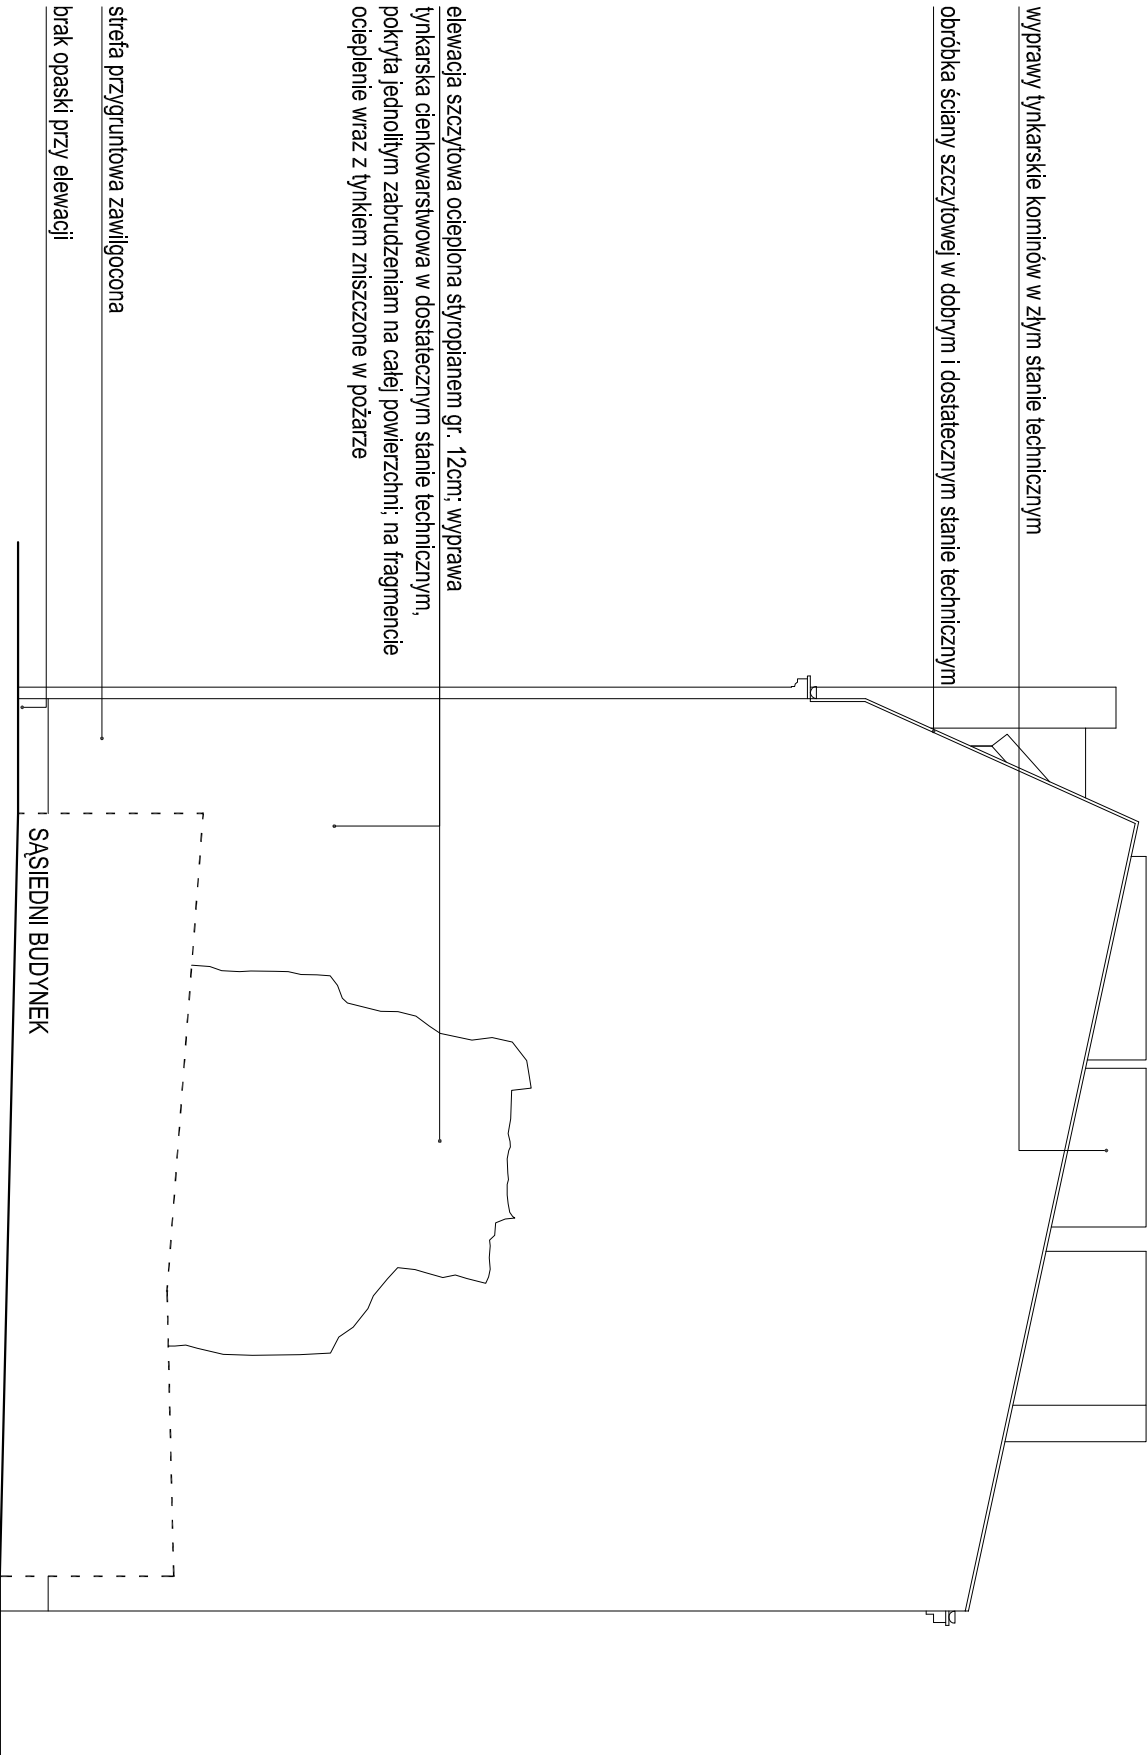 wyprawy tynkarskie kominów w złym stanie technicznym
obróbka ściany szczytowej w dobrym i dostatecznym stanie technicznym
elewacja szczytowa ocieplona styropianem gr. 12cm; wyprawa
tynkarska cienkowarstwowa w dostatecznym stanie technicznym,
pokryta jednolitym zabrudzeniam na całej powierzchni; na fragmencie
ocieplenie wraz z tynkiem zniszczone w pożarze
strefa przygruntowa zawilgocona
brak opaski przy elewacji
SĄSIEDNI BUDYNEK